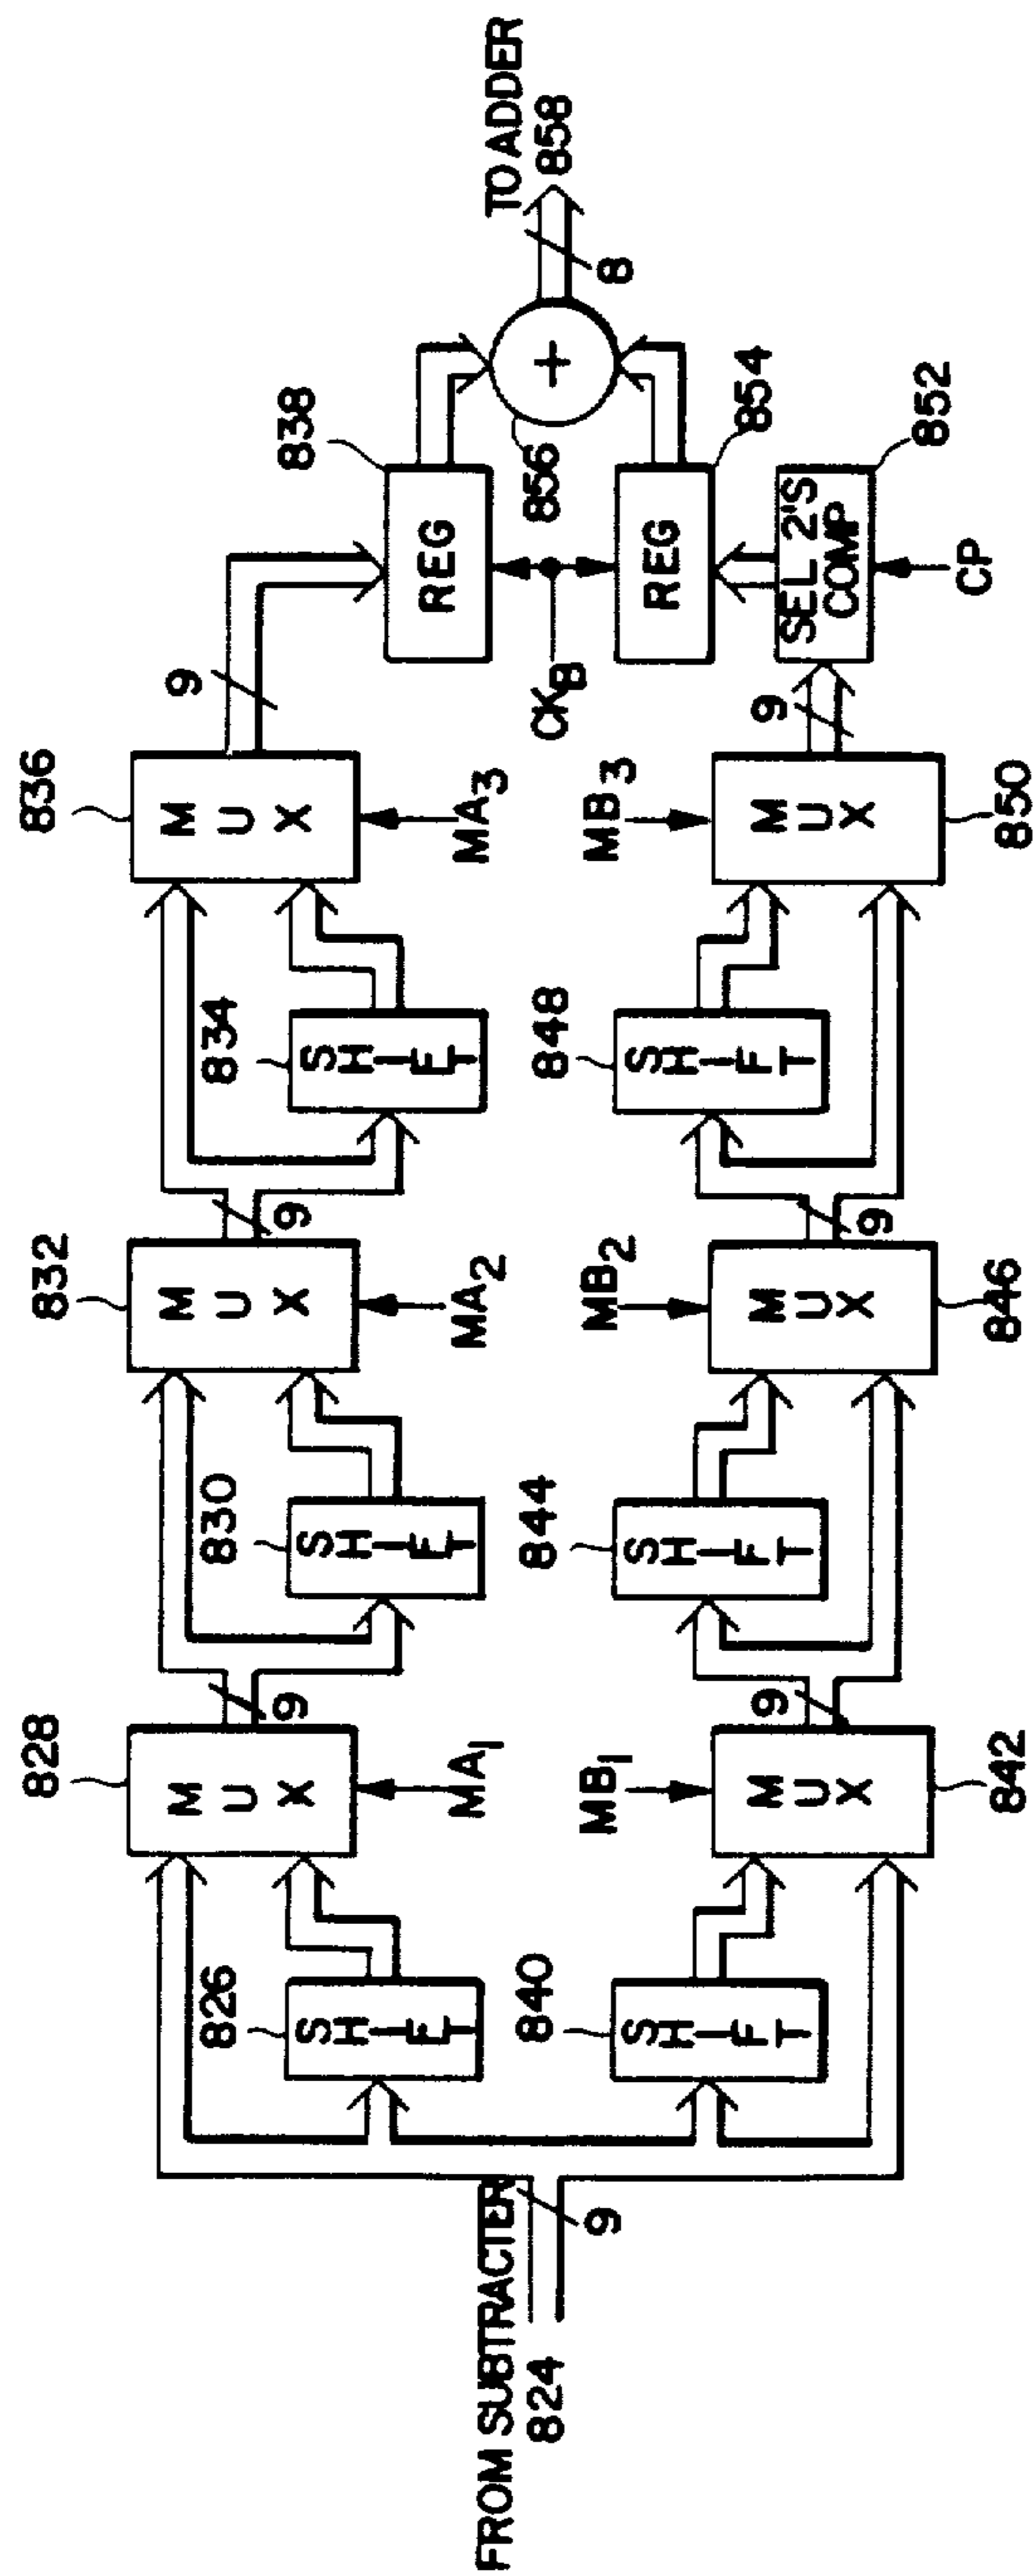 FROM SUBTRACTER
824
9
826
SHIFT
828
MUX
MA1
9
830
SHIFT
832
MUX
MA2
9
834
SHIFT
836
MUX
MA3
9
838
REG
CKB
856
+
8
TO ADDER
858
840
SHIFT
MB1
MUX
842
9
844
SHIFT
MB2
MUX
846
9
848
SHIFT
MB3
MUX
850
9
REG
854
SEL 2'S
COMP
852
CP